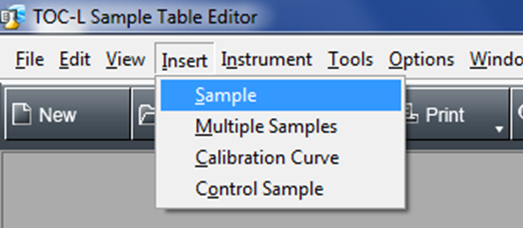 TOC-L Sample Table Editor
File Edit View Insert Instrument Tools Options
New Print
Sample
Multiple Samples
Calibration Curve
Control Sample